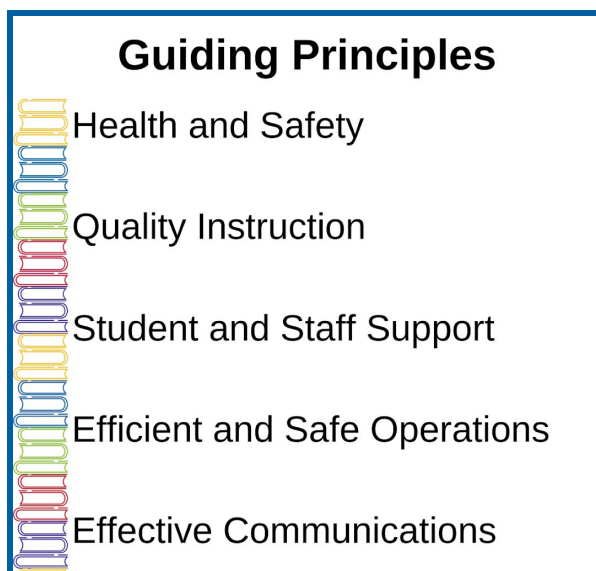 Guiding Principles
Health and Safety
Quality Instruction
Student and Staff Support
Efficient and Safe Operations
Effective Communications